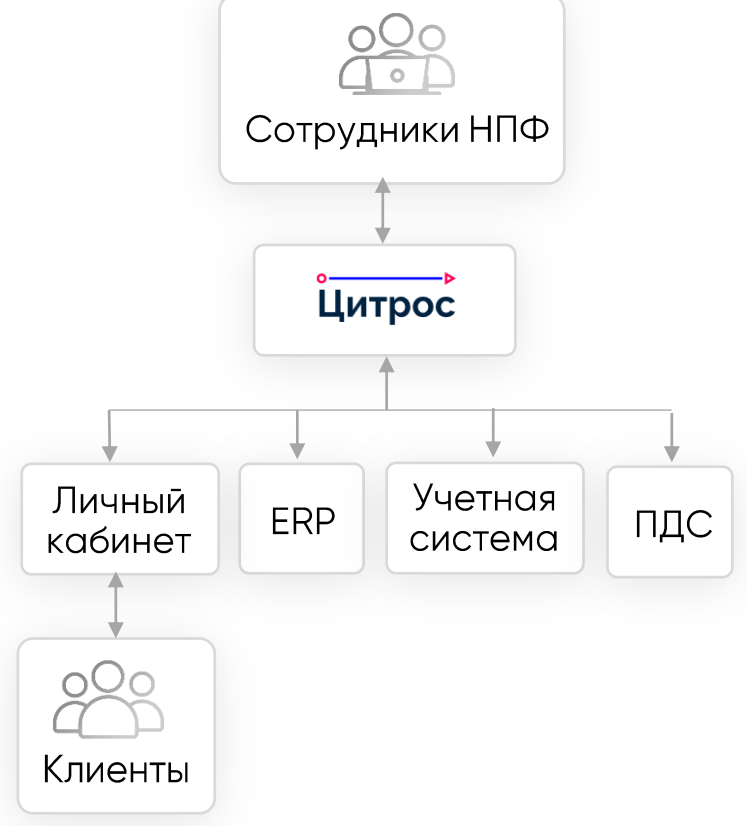 Сотрудники НПФ
Цитрос
Личный
кабинет
ERP
Учетная
система
ПДС
Клиенты